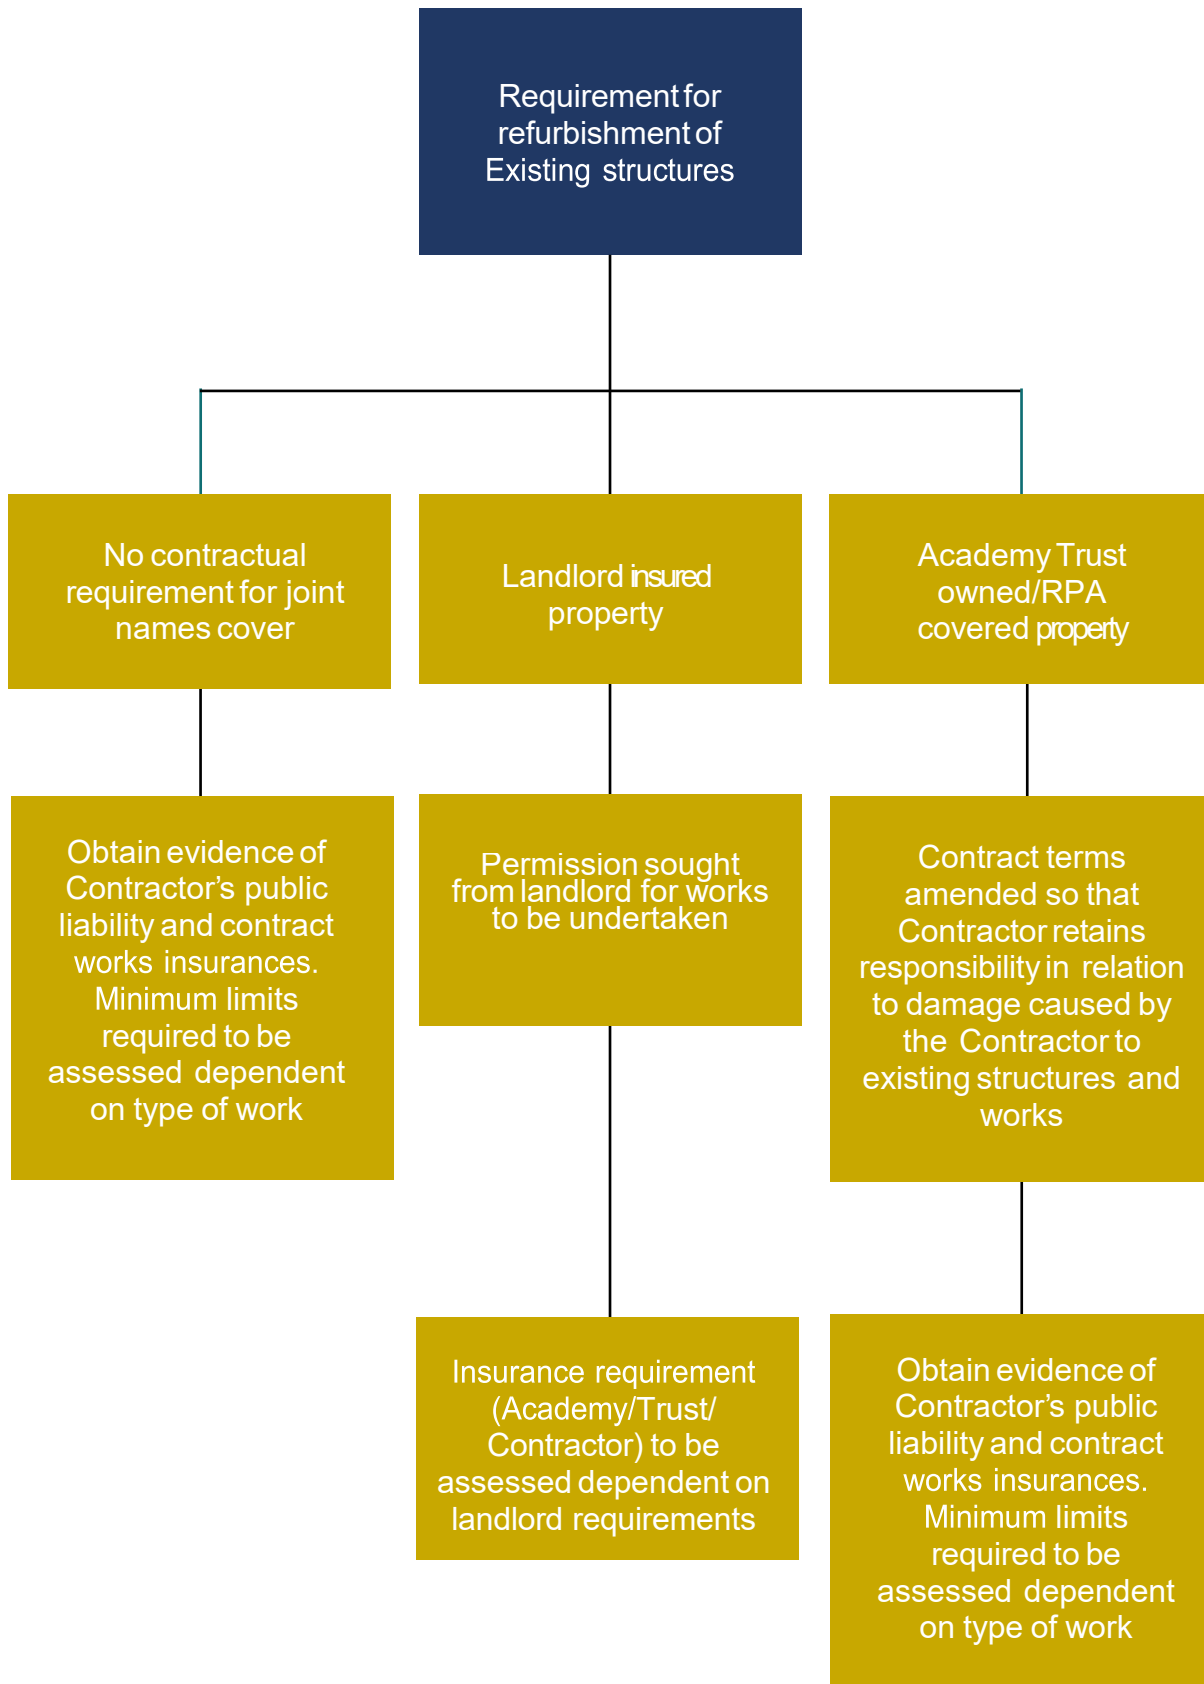 Requirement for
refurbishment of
Existing structures
No contractual
requirement for joint
names cover
Landlord insured
property
Academy Trust
owned/RPA
covered property
Obtain evidence of
Contractor's public
liability and contract
works insurances.
Minimum limits
required to be
assessed dependent
on type of work
Permission sought
from landlord for works
to be undertaken
Contract terms
amended so that
Contractor retains
responsibility in relation
to damage caused by
the Contractor to
existing structures and
works
Insurance requirement
(Academy/Trust/
Contractor) to be
assessed dependent on
landlord requirements
Obtain evidence of
Contractor's public
liability and contract
works insurances.
Minimum limits
required to be
assessed dependent
on type of work